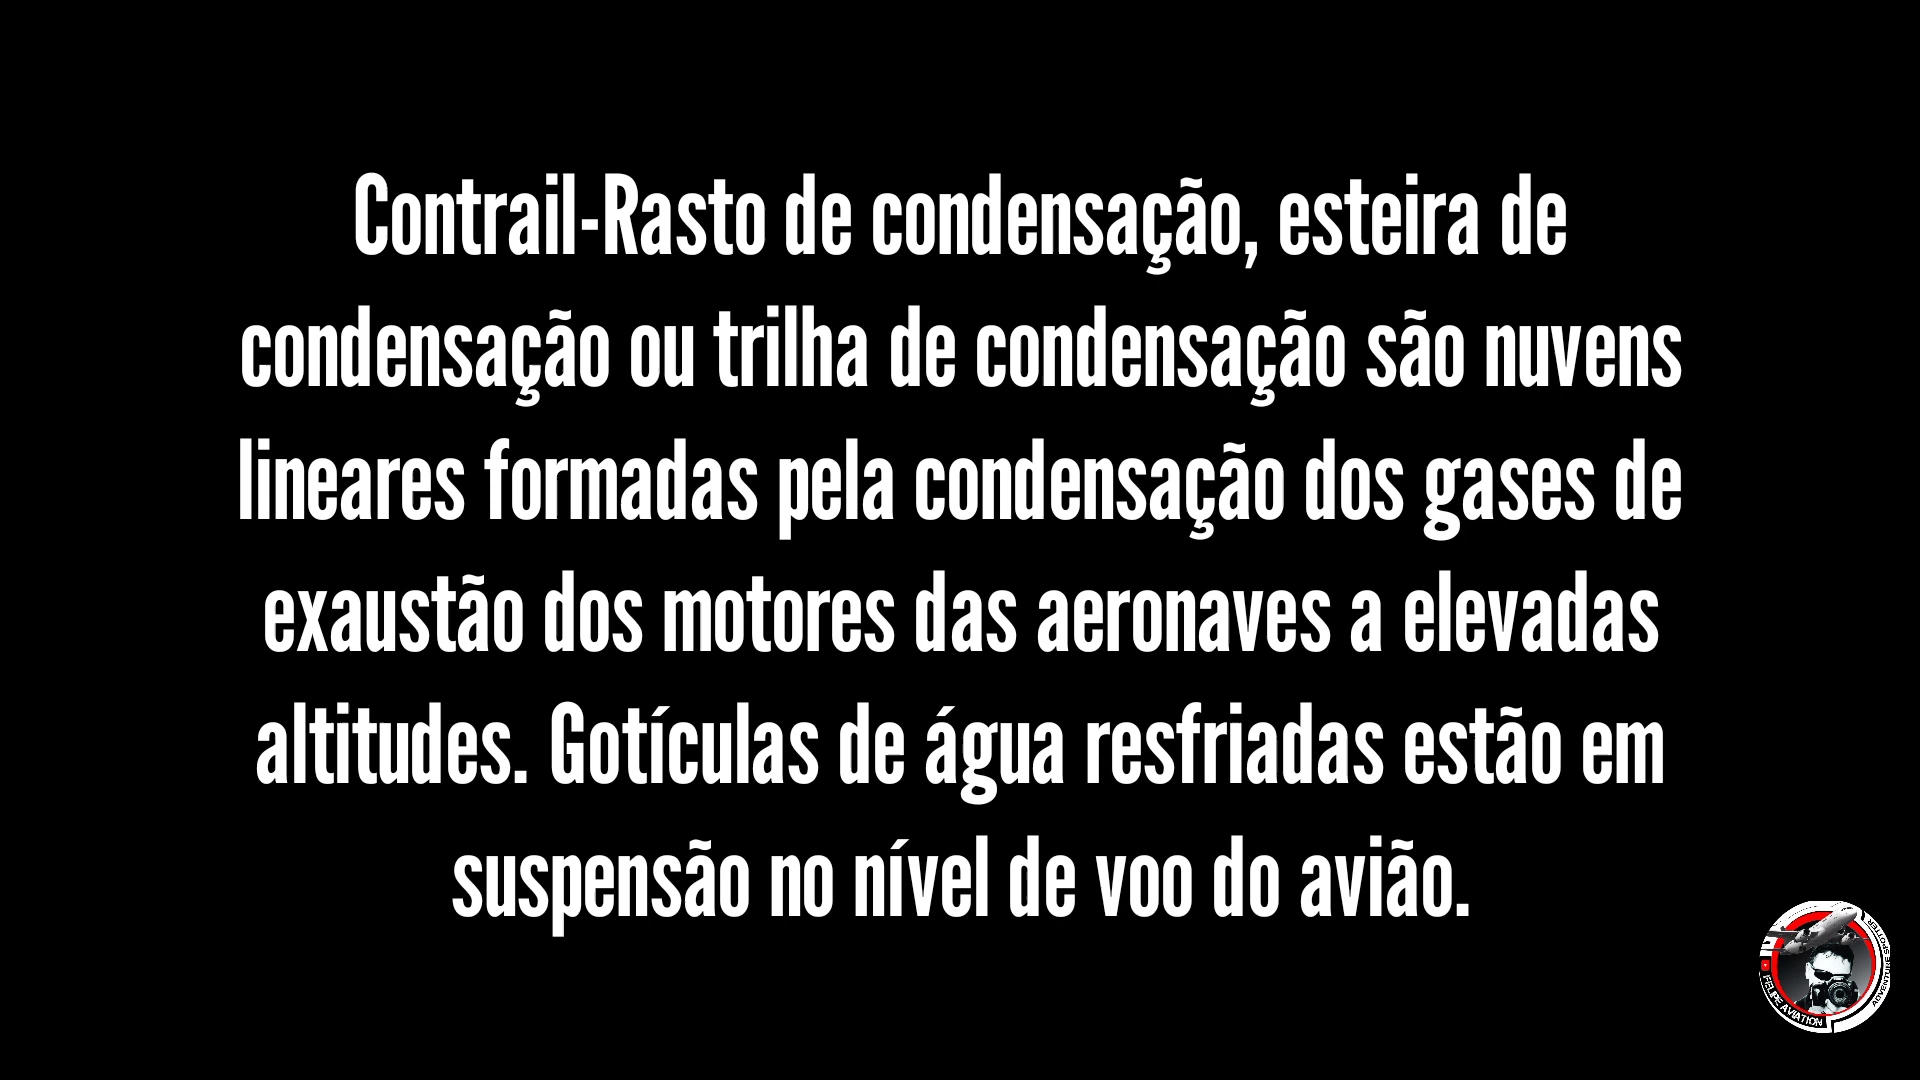 Contrail-Rasto de condensação, esteira de
condensação ou trilha de condensação são nuvens
lineares formadas pela condensação dos gases de
exaustão dos motores das aeronaves a elevadas
altitudes. Gotículas de água resfriadas estão em
suspensão no nível de voo do avião.
FELIPE AVIATION
ADVENTURE SPOTTER